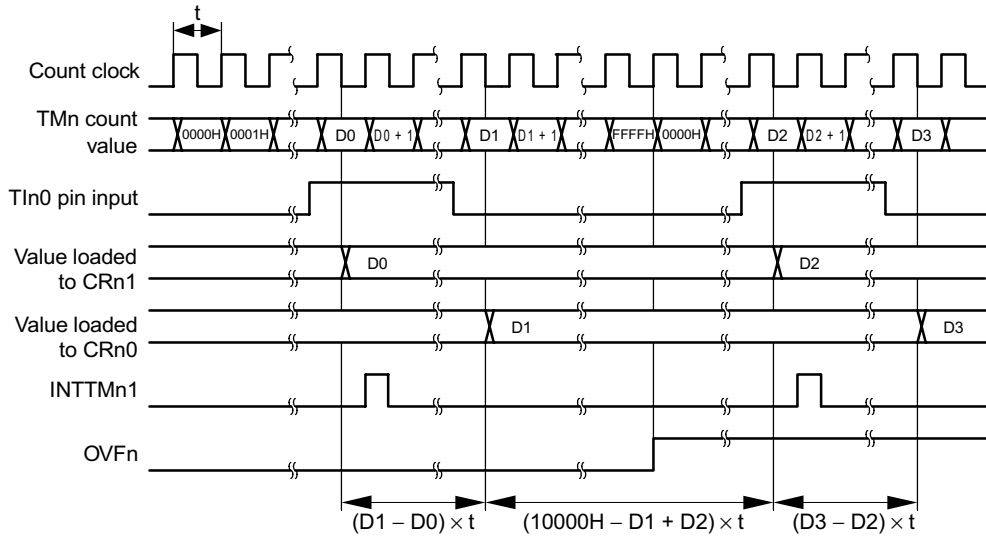 t
Count clock
TMn count
value
0000H 0001H D0 D0 + 1 D1 D1 + 1 FFFFH 0000H D2 D2 + 1 D3
TIn0 pin input
Value loaded
to CRn1
D0 D2
Value loaded
to CRn0
D1 D3
INTTMn1
OVFn
(D1 − D0) × t (10000H − D1 + D2) × t (D3 − D2) × t